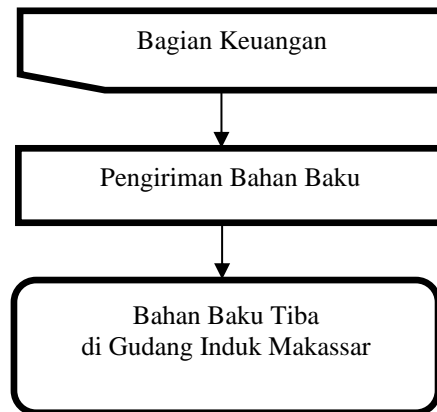 Bagian Keuangan
Pengiriman Bahan Baku
Bahan Baku Tiba
di Gudang Induk Makassar